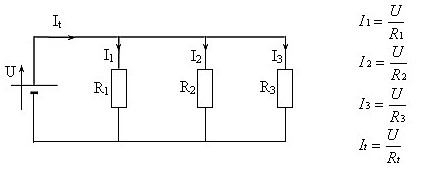 It
I1 I2 I3
U
R1 R2 R3
I1 = U/R1
I2 = U/R2
I3 = U/R3
It = U/Rt